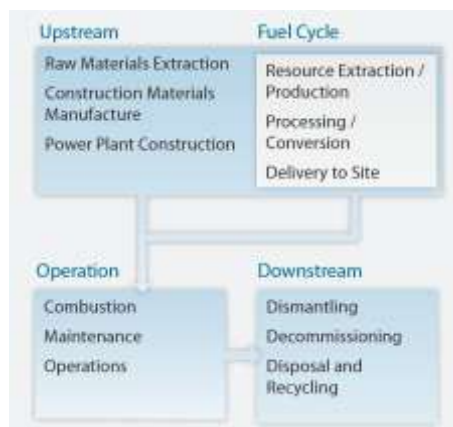 Upstream
Raw Materials Extraction
Construction Materials
Manufacture
Power Plant Construction
Fuel Cycle
Resource Extraction /
Production
Processing /
Conversion
Delivery to Site
Operation
Combustion
Maintenance
Operations
Downstream
Dismantling
Decommissioning
Disposal and
Recycling